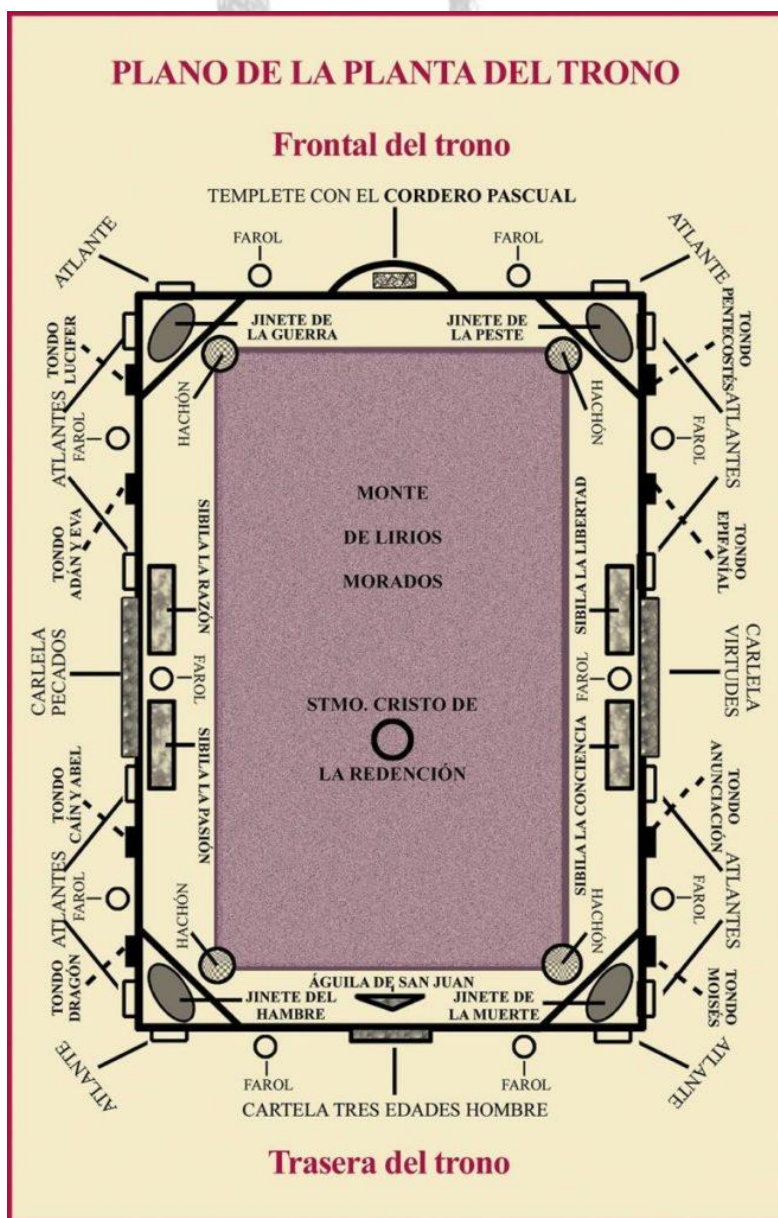 PLANO DE LA PLANTA DEL TRONO
Frontal del trono
TEMPLETE CON EL CORDERO PASCUAL
FAROL
FAROL
ATLANTE
ATLANTE
JINETE DE
LA GUERRA
JINETE DE
LA PESTE
TONDO
LUCIFER
TONDO
PENTECOSTÉS
HACHÓN
HACHÓN
ATLANTES
FAROL
ATLANTES
FAROL
MONTE
DE LIRIOS
MORADOS
TONDO
ADÁN Y EVA
SIBILA LA RAZÓN
SIBILA LA LIBERTAD
TONDO
EPIFANÍAL
CARLELA
PECADOS
FAROL
FAROL
CARLELA
VIRTUDES
STMO. CRISTO DE
LA REDENCIÓN
SIBILA LA PASIÓN
SIBILA LA CONCIENCIA
TONDO
CAÍN Y ABEL
TONDO
ANUNCIACIÓN
ATLANTES
FAROL
ATLANTES
FAROL
HACHÓN
HACHÓN
TONDO
DRAGÓN
TONDO
MOISÉS
ÁGUILA DE SAN JUAN
JINETE DEL
HAMBRE
JINETE DE
LA MUERTE
ATLANTE
ATLANTE
FAROL
FAROL
CARTELA TRES EDADES HOMBRE
Trasera del trono